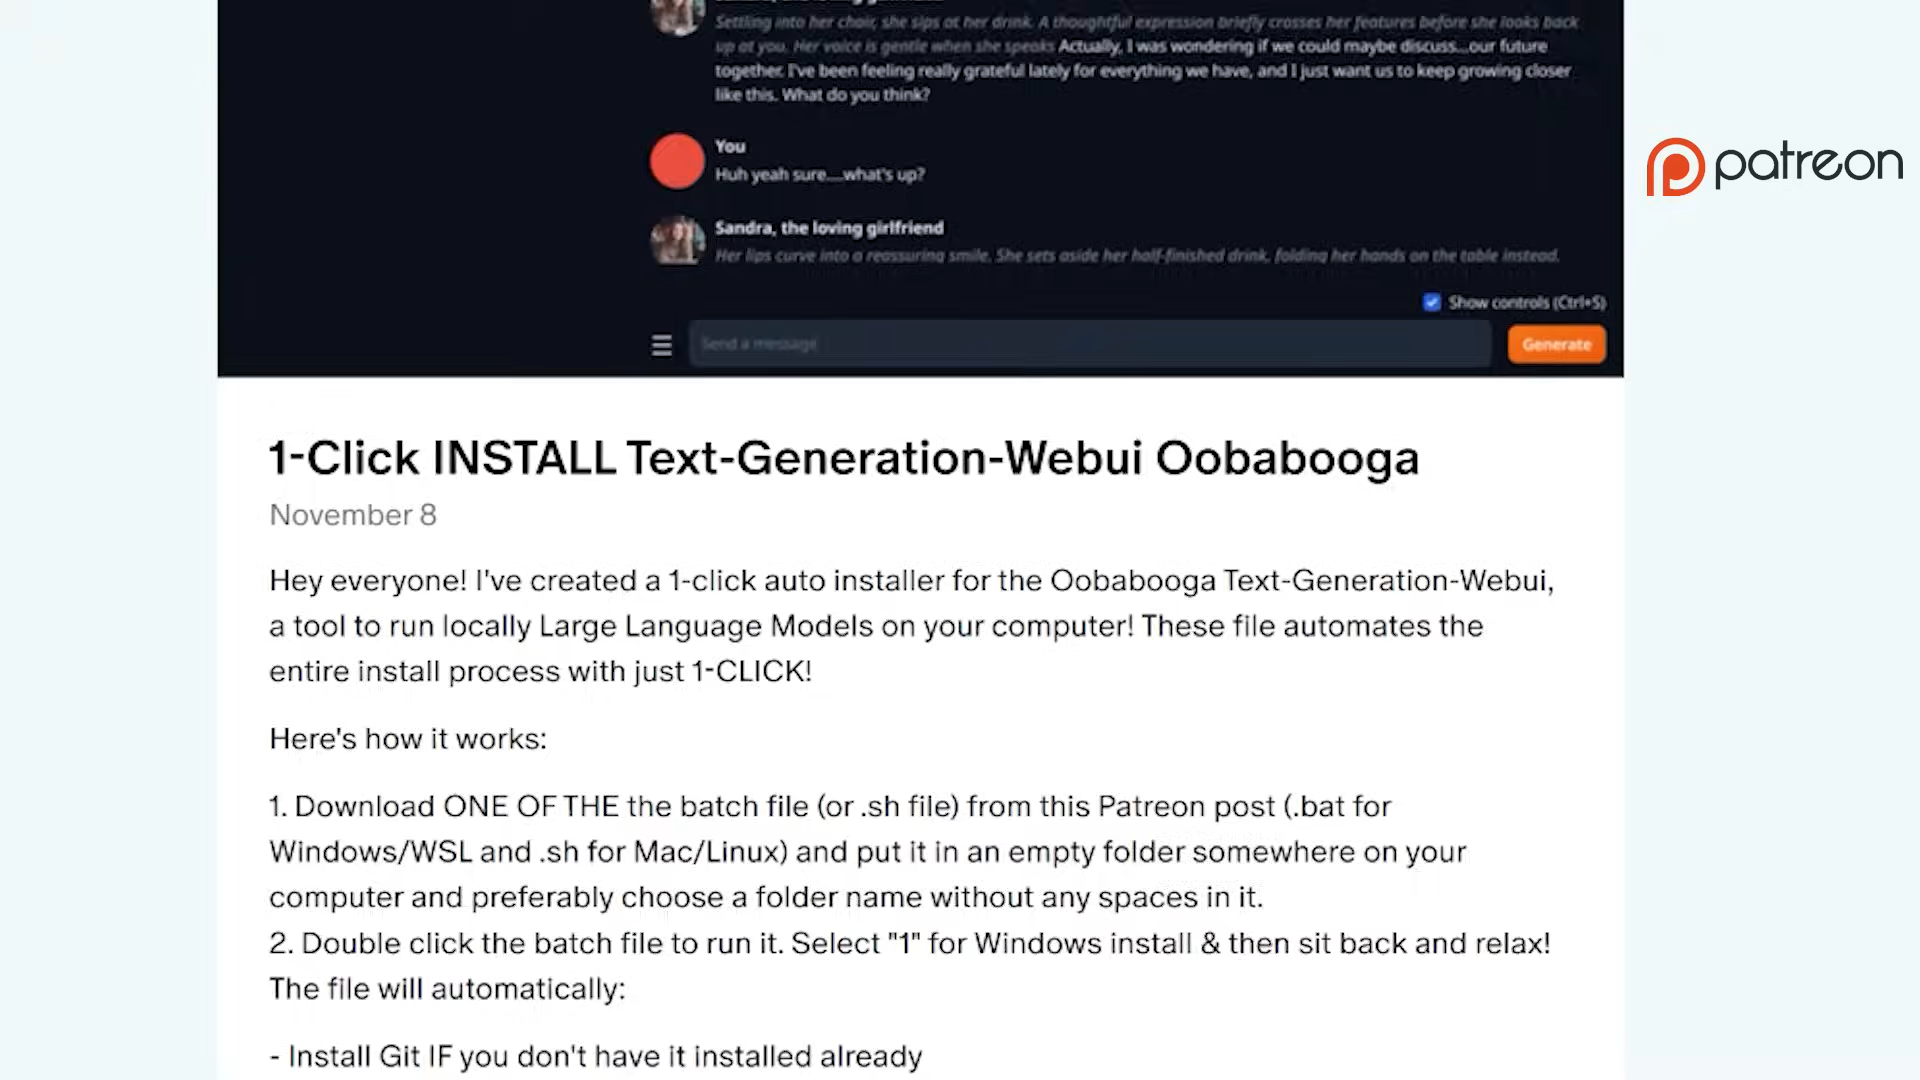 Settling into her chair, she sips at her drink. A thoughtful expression briefly crosses her features before she looks back
up at you. Her voice is gentle when she speaks Actually, I was wondering if we could maybe discuss...our future
together. I've been feeling really grateful lately for everything we have, and I just want us to keep growing closer
like this. What do you think?
You
Huh yeah sure....what's up?
Sandra, the loving girlfriend
Her lips curve into a reassuring smile. She sets aside her half-finished drink, folding her hands on the table instead.
Show controls (Ctrl+S)
Send a message
Generate
patreon
1-Click INSTALL Text-Generation-Webui Oobabooga
November 8
Hey everyone! I've created a 1-click auto installer for the Oobabooga Text-Generation-Webui,
a tool to run locally Large Language Models on your computer! These file automates the
entire install process with just 1-CLICK!
Here's how it works:
1. Download ONE OF THE the batch file (or .sh file) from this Patreon post (.bat for
Windows/WSL and .sh for Mac/Linux) and put it in an empty folder somewhere on your
computer and preferably choose a folder name without any spaces in it.
2. Double click the batch file to run it. Select "1" for Windows install & then sit back and relax!
The file will automatically:
- Install Git IF you don't have it installed already